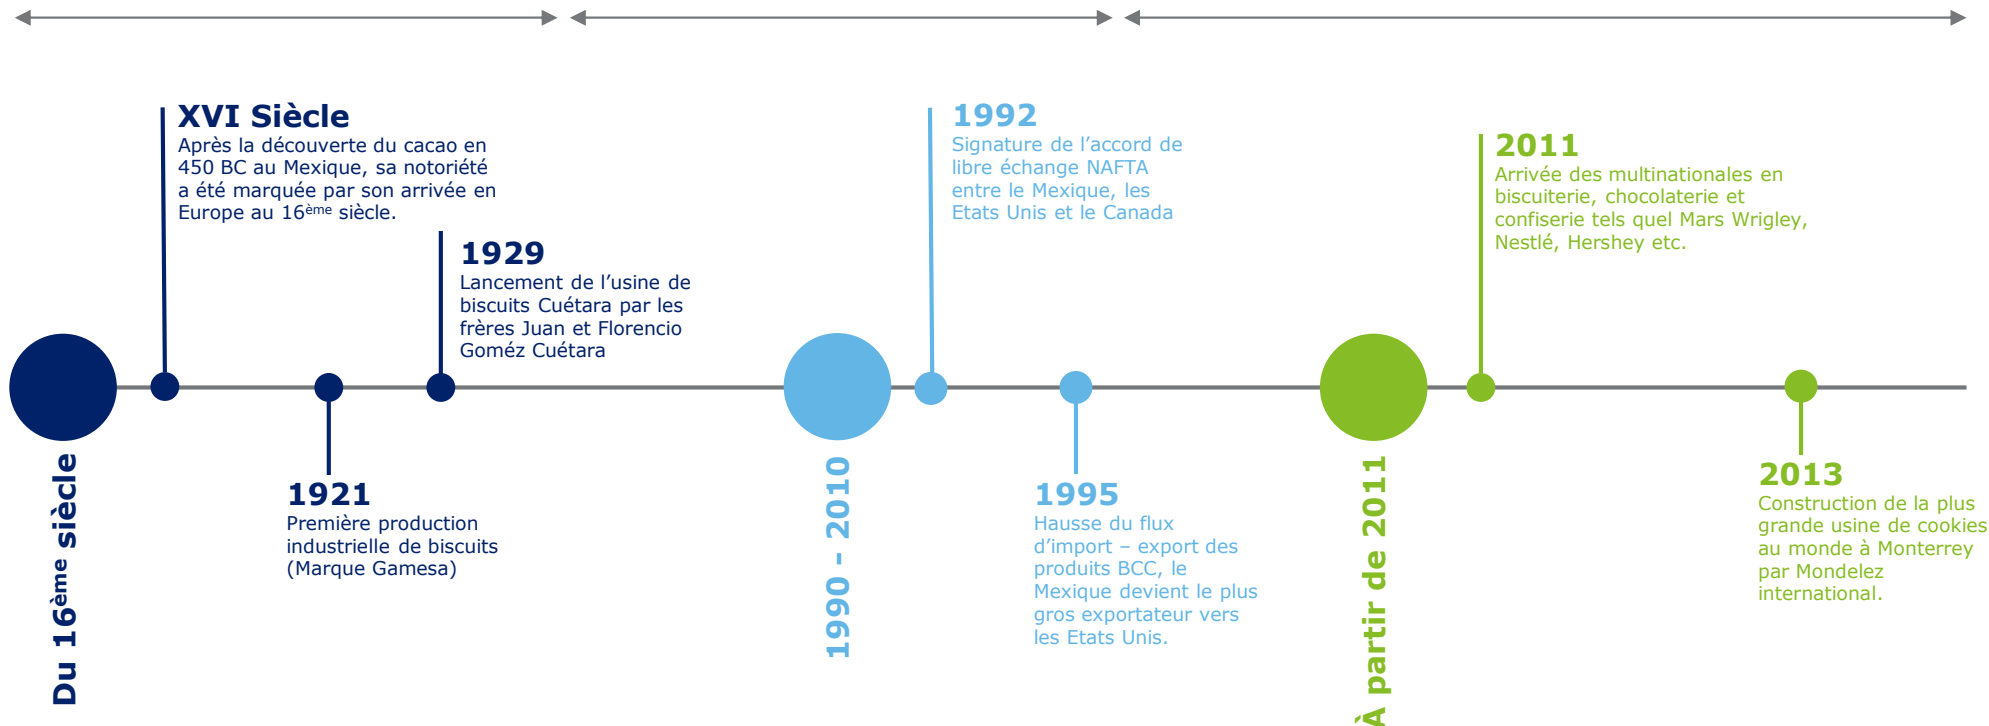 XVI Siècle
Après la découverte du cacao en
450 BC au Mexique, sa notoriété
a été marquée par son arrivée en
Europe au 16ème siècle.
1929
Lancement de l’usine de
biscuits Cuétara par les
frères Juan et Florencio
Goméz Cuétara
1921
Première production
industrielle de biscuits
(Marque Gamesa)
Du 16ème siècle
1992
Signature de l’accord de
libre échange NAFTA
entre le Mexique, les
Etats Unis et le Canada
1995
Hausse du flux
d’import – export des
produits BCC, le
Mexique devient le plus
gros exportateur vers
les Etats Unis.
1990 - 2010
2011
Arrivée des multinationales en
biscuiterie, chocolaterie et
confiserie tels quel Mars Wrigley,
Nestlé, Hershey etc.
2013
Construction de la plus
grande usine de cookies
au monde à Monterrey
par Mondelez
international.
À partir de 2011